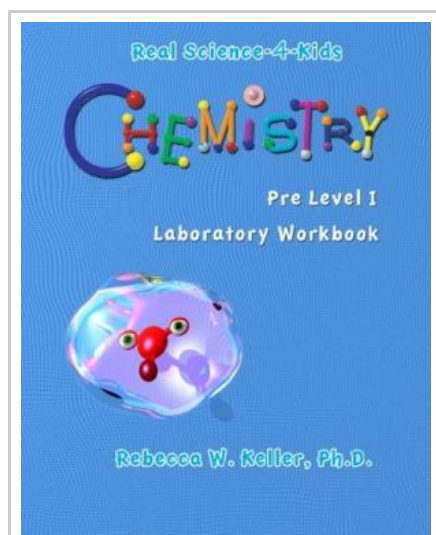 Real Science-4-Kids
CHEMISTRY
Pre Level I
Laboratory Workbook
Rebecca W. Keller, Ph.D.